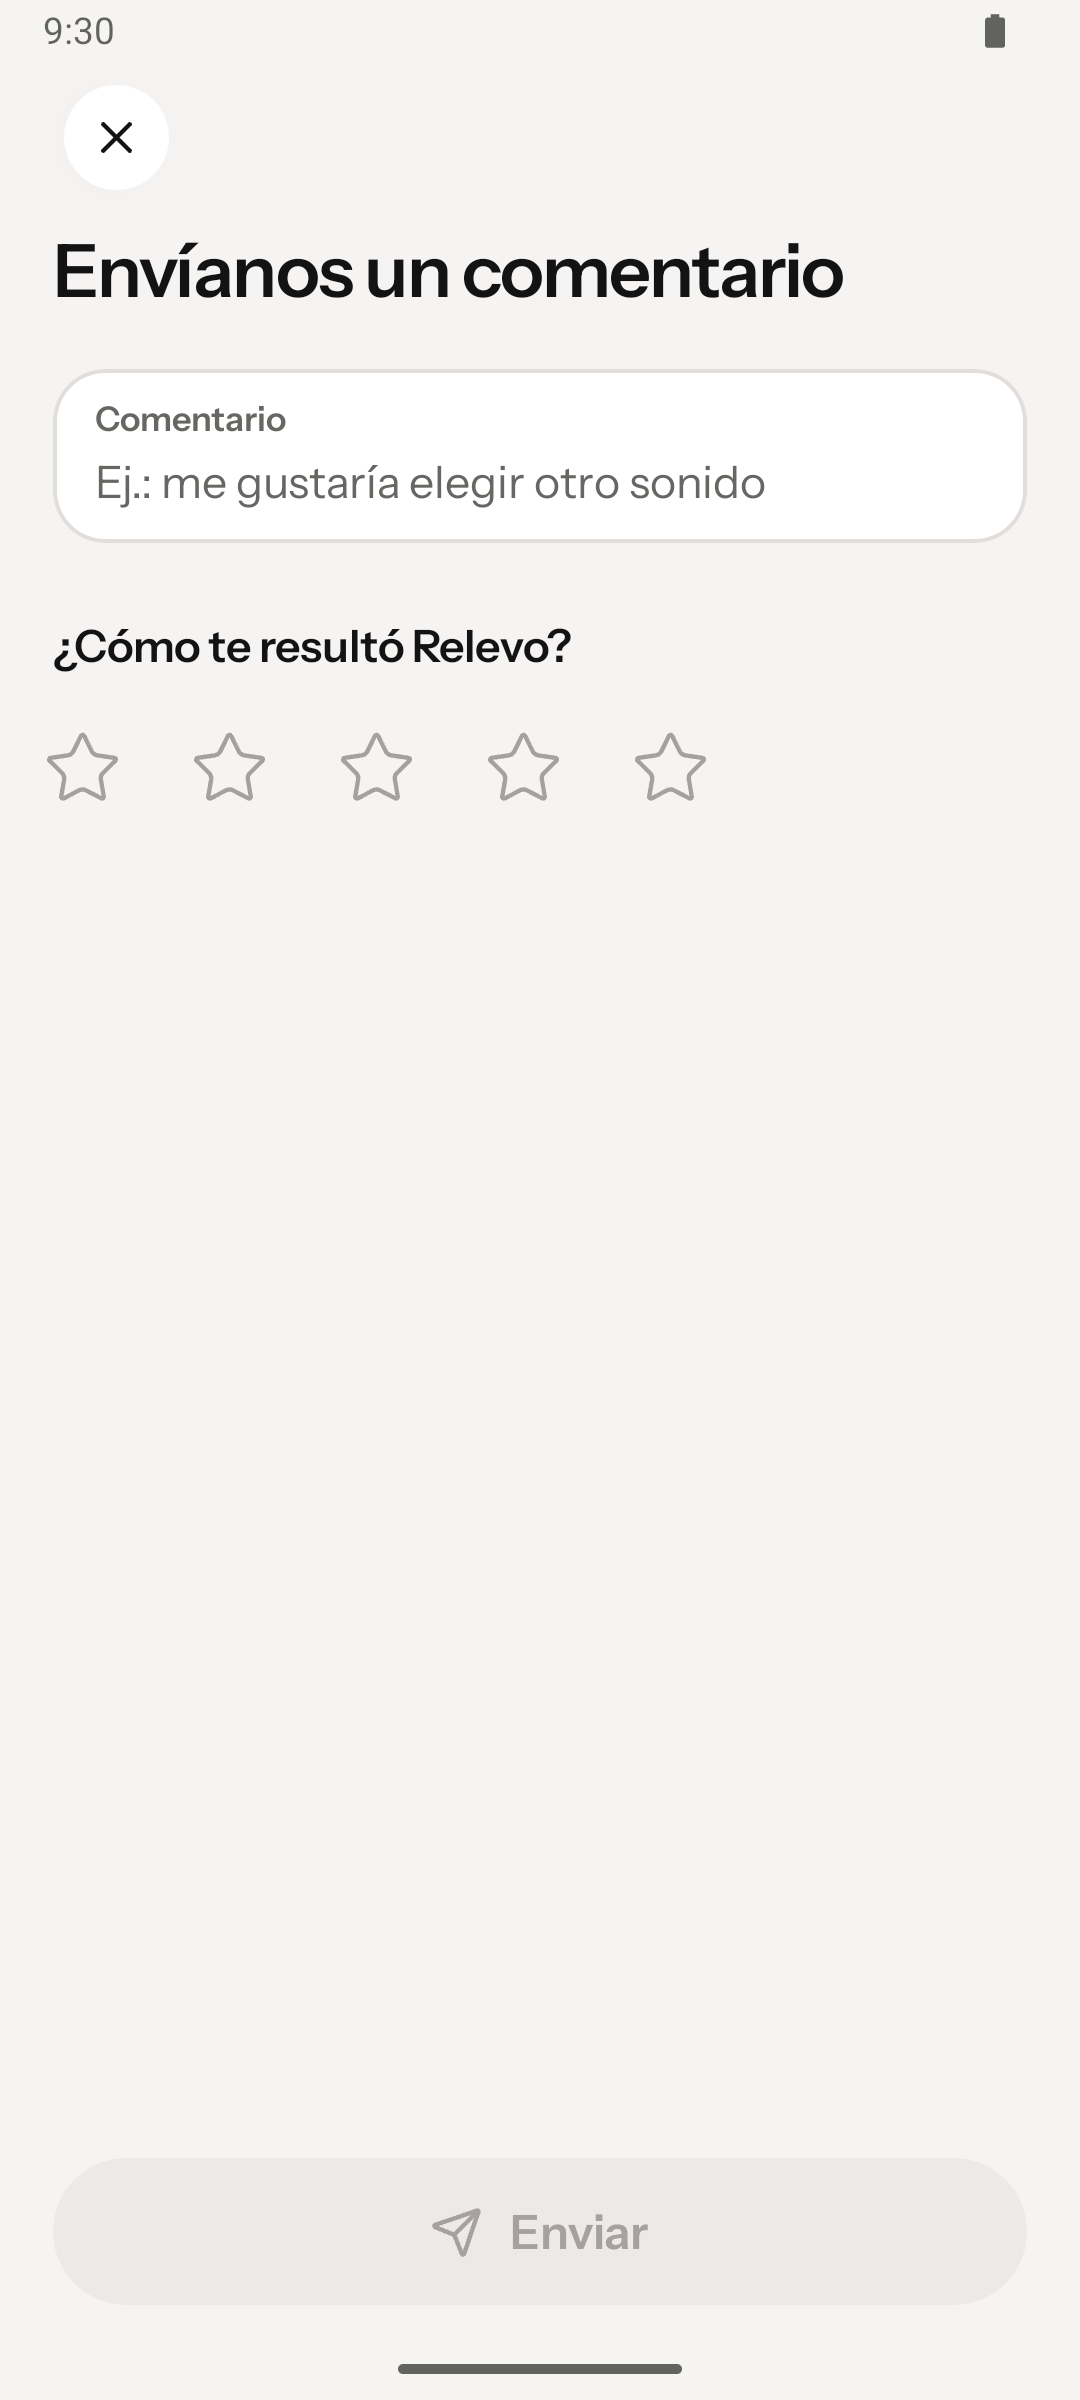 9:30
Envíanos un comentario
Comentario
Ej.: me gustaría elegir otro sonido
¿Cómo te resultó Relevo?
Enviar